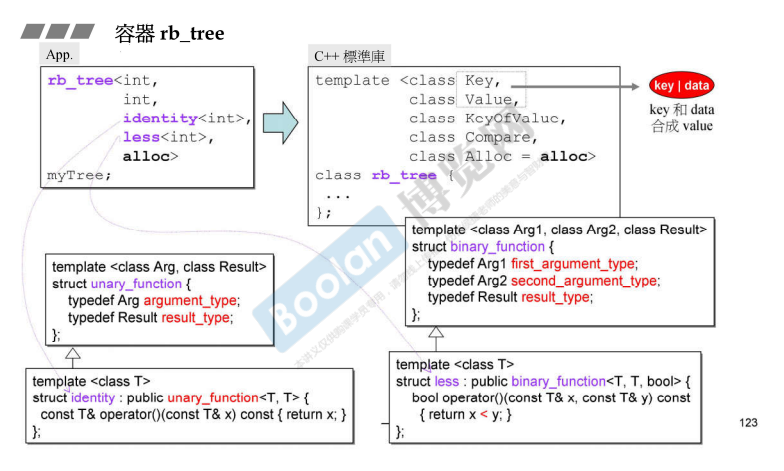 容器 rb_tree
App.
rb_tree<int,
int,
identity<int>,
less<int>,
alloc>
myTree;
C++ 標準庫
template <class Key,
class Value,
class KeyOfValue,
class Compare,
class Alloc = alloc>
class rb_tree {
...
};
key | data
key 和 data
合成 value
template <class Arg, class Result>
struct unary_function {
typedef Arg argument_type;
typedef Result result_type;
};
template <class Arg1, class Arg2, class Result>
struct binary_function {
typedef Arg1 first_argument_type;
typedef Arg2 second_argument_type;
typedef Result result_type;
};
template <class T>
struct identity : public unary_function<T, T> {
const T& operator()(const T& x) const { return x; }
};
template <class T>
struct less : public binary_function<T, T, bool> {
bool operator()(const T& x, const T& y) const
{ return x < y; }
};
123
Boolan 博览网